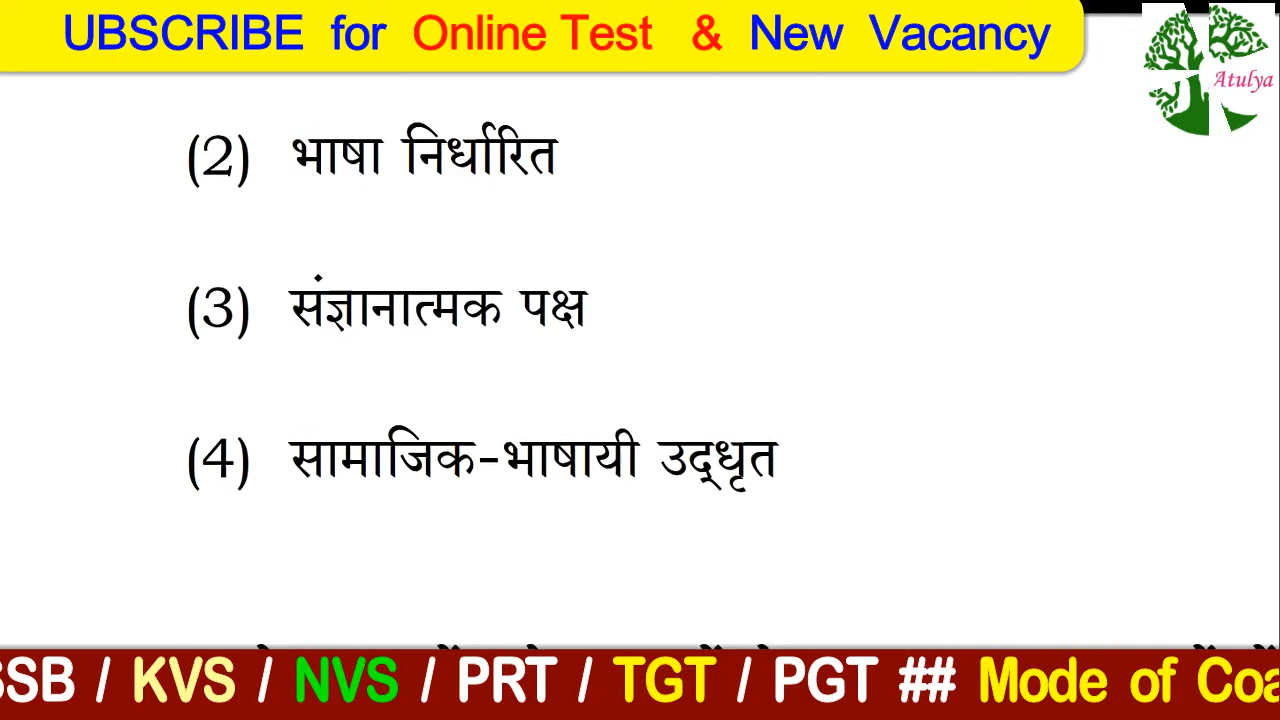 UBSCRIBE for Online Test & New Vacancy
Atulya
(2) भाषा निर्धारित
(3) संज्ञानात्मक पक्ष
(4) सामाजिक-भाषायी उद्धृत
SB / KVS / NVS / PRT / TGT / PGT ## Mode of Coa